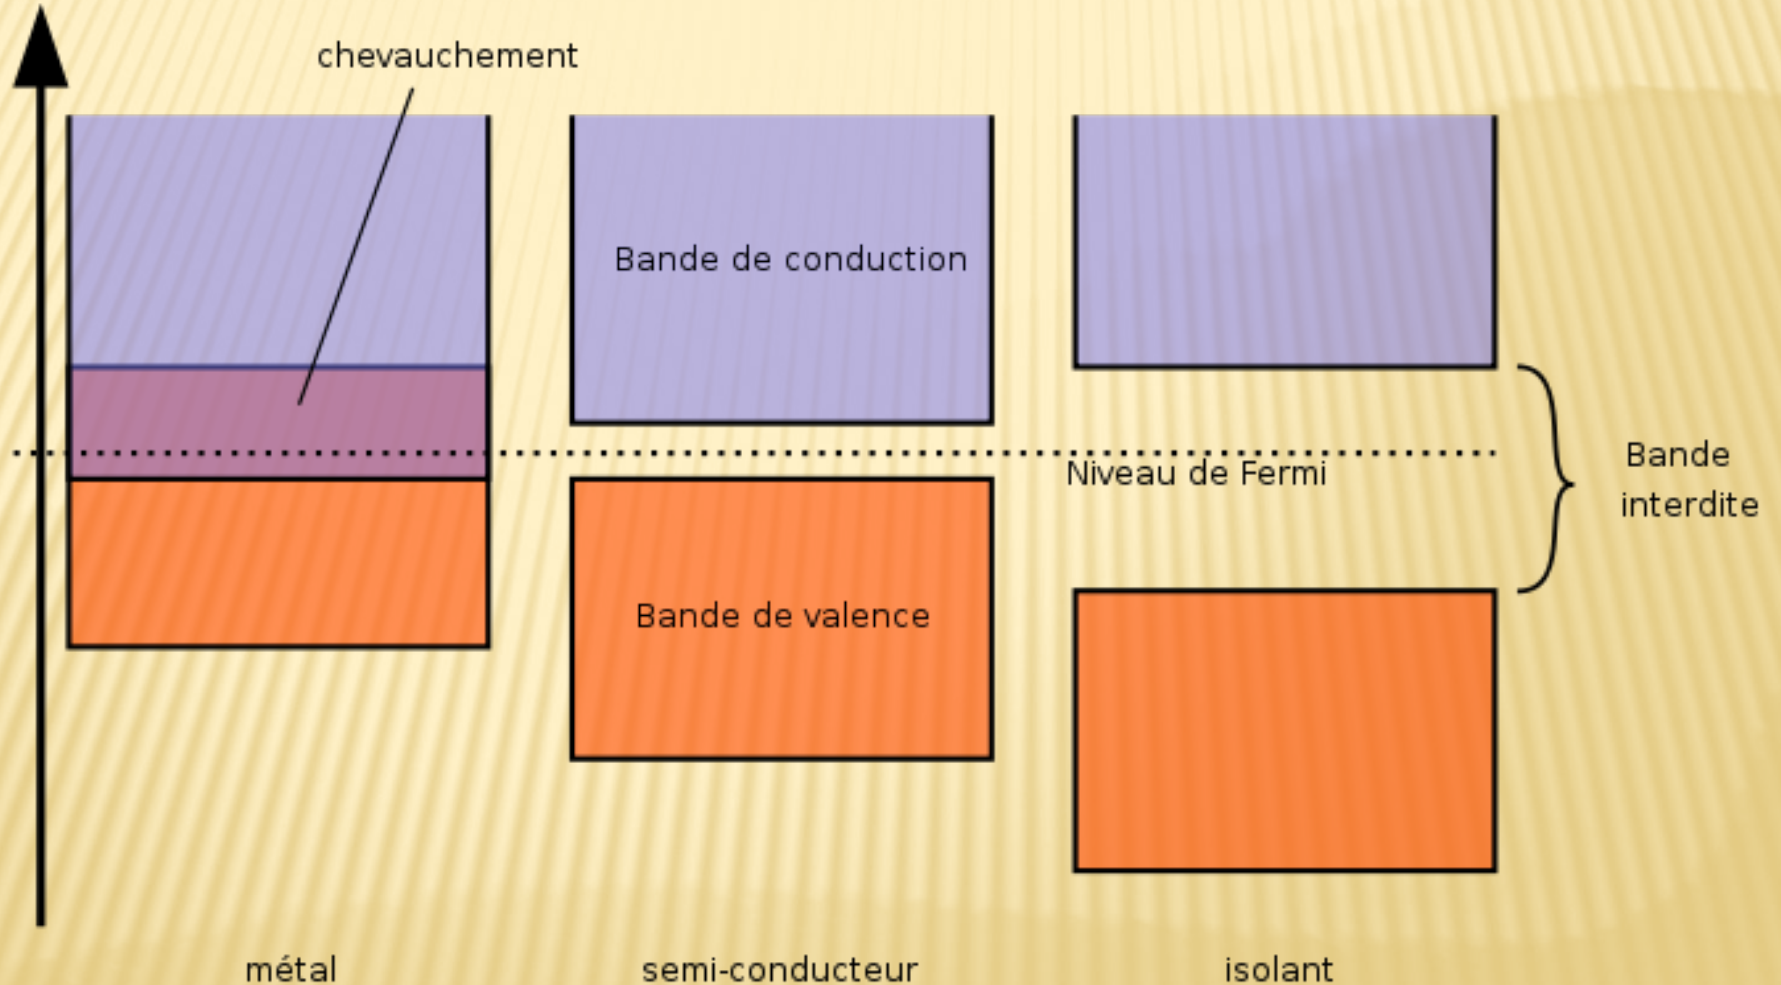 chevauchement
Bande de conduction
Niveau de Fermi
Bande
interdite
Bande de valence
métal
semi-conducteur
isolant